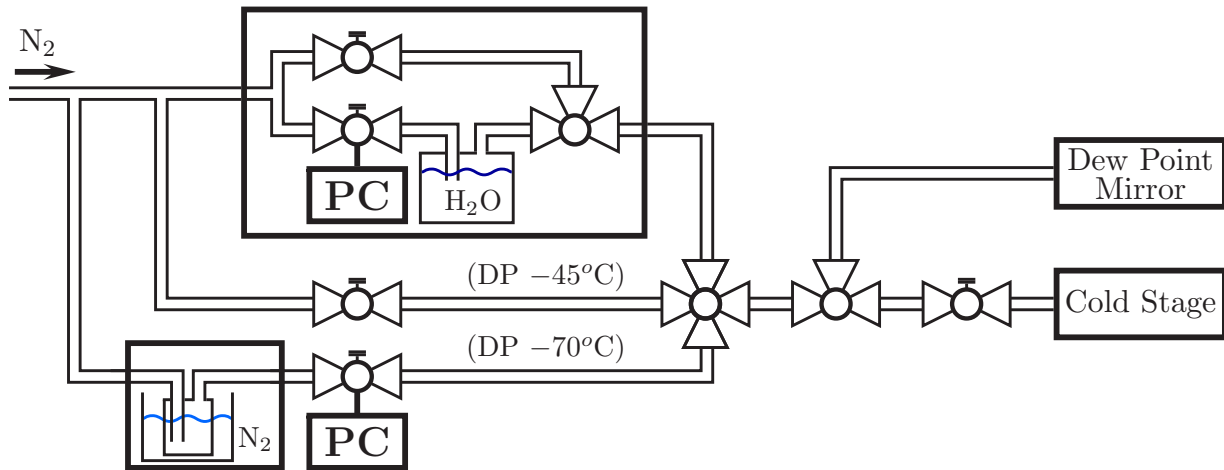 N₂
PC
H₂O
Dew Point
Mirror
(DP −45°C)
Cold Stage
(DP −70°C)
N₂
PC